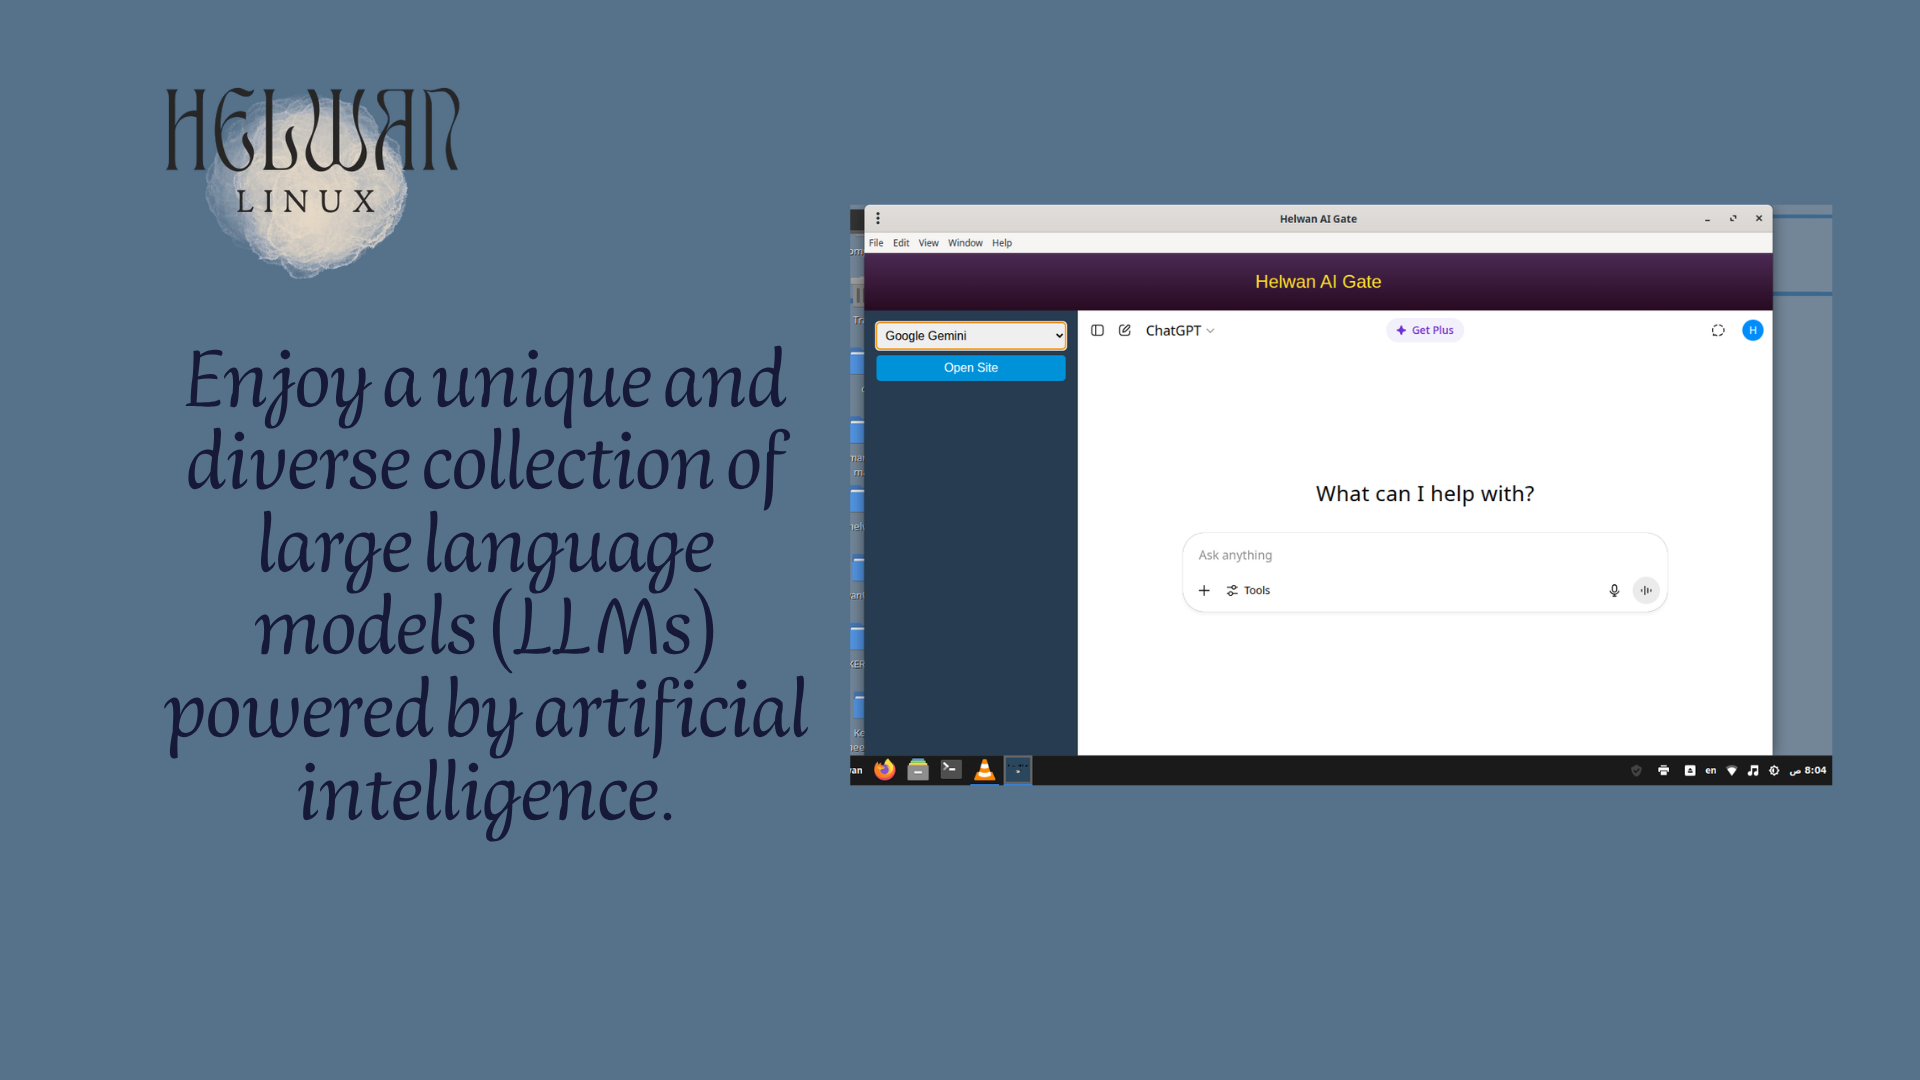 HELWAN
LINUX
Enjoy a unique and
diverse collection of
large language
models (LLMs)
powered by artificial
intelligence.
Helwan AI Gate
File Edit View Window Help
Helwan AI Gate
Google Gemini
Open Site
ChatGPT
Get Plus
H
What can I help with?
Ask anything
Tools
en
8:04 ص